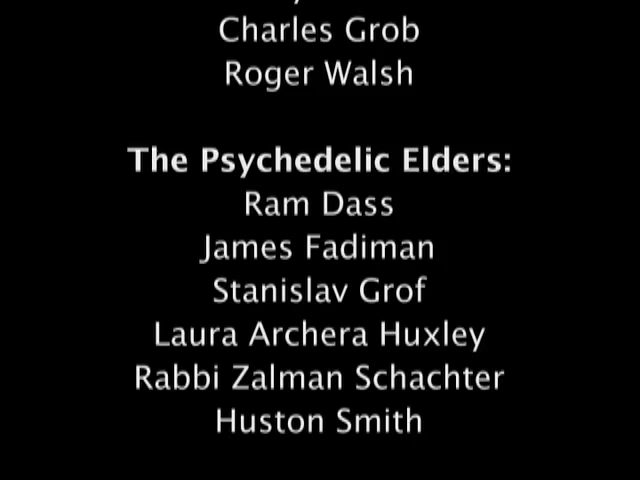 Charles Grob
Roger Walsh
The Psychedelic Elders:
Ram Dass
James Fadiman
Stanislav Grof
Laura Archera Huxley
Rabbi Zalman Schachter
Huston Smith